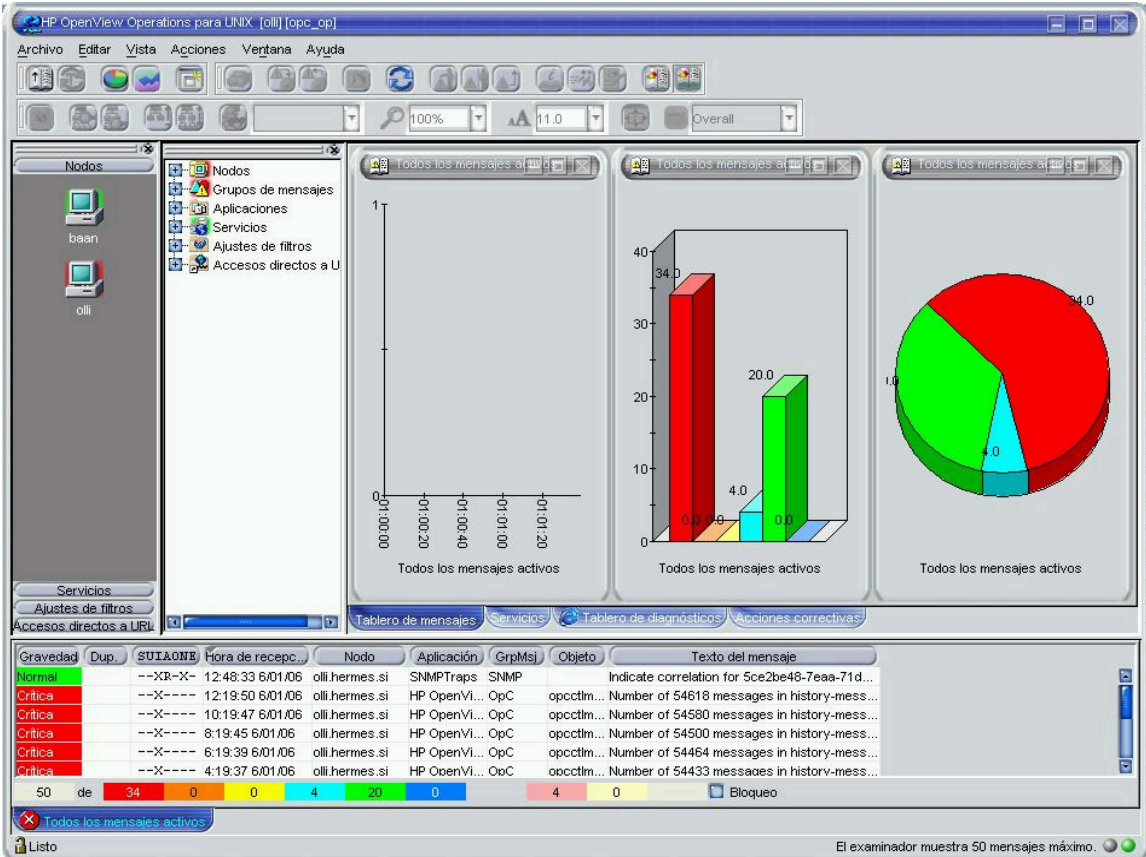 HP OpenView Operations para UNIX [olli] [opc_op]
Archivo Editar Vista Acciones Ventana Ayuda
100% 11.0 Overall
Nodos
baan
olli
Servicios
Ajustes de filtros
Accesos directos a URL
Nodos
Grupos de mensajes
Aplicaciones
Servicios
Ajustes de filtros
Accesos directos a U
Todos los mensajes
1
0
01:00:00 01:00:20 01:00:40 01:01:00 01:01:20
Todos los mensajes activos
Todos los mensajes
40
30
20
10
0
34.0
0.0
0.0
4.0
20.0
0.0
Todos los mensajes activos
Todos los mensajes
4.0
Todos los mensajes activos
Tablero de mensajes Servicios Tablero de diagnósticos Acciones correctivas
Gravedad Dup. SUIAONE Hora de recepc... Nodo Aplicación GrpMsj Objeto Texto del mensaje
Normal --XR-X- 12:48:33 6/01/06 olli.hermes.si SNMPTraps SNMP Indicate correlation for 5ce2be48-7eaa-71d...
Crítica --X---- 12:19:50 6/01/06 olli.hermes.si HP OpenVi... OpC opcctlm... Number of 54618 messages in history-mess...
Crítica --X---- 10:19:47 6/01/06 olli.hermes.si HP OpenVi... OpC opcctlm... Number of 54580 messages in history-mess...
Crítica --X---- 8:19:45 6/01/06 olli.hermes.si HP OpenVi... OpC opcctlm... Number of 54500 messages in history-mess...
Crítica --X---- 6:19:39 6/01/06 olli.hermes.si HP OpenVi... OpC opcctlm... Number of 54464 messages in history-mess...
Crítica --X---- 4:19:37 6/01/06 olli.hermes.si HP OpenVi... OpC opcctlm... Number of 54433 messages in history-mess...
50 de 34 0 0 4 20 0 4 0 Bloqueo
Todos los mensajes activos
Listo El examinador muestra 50 mensajes máximo.